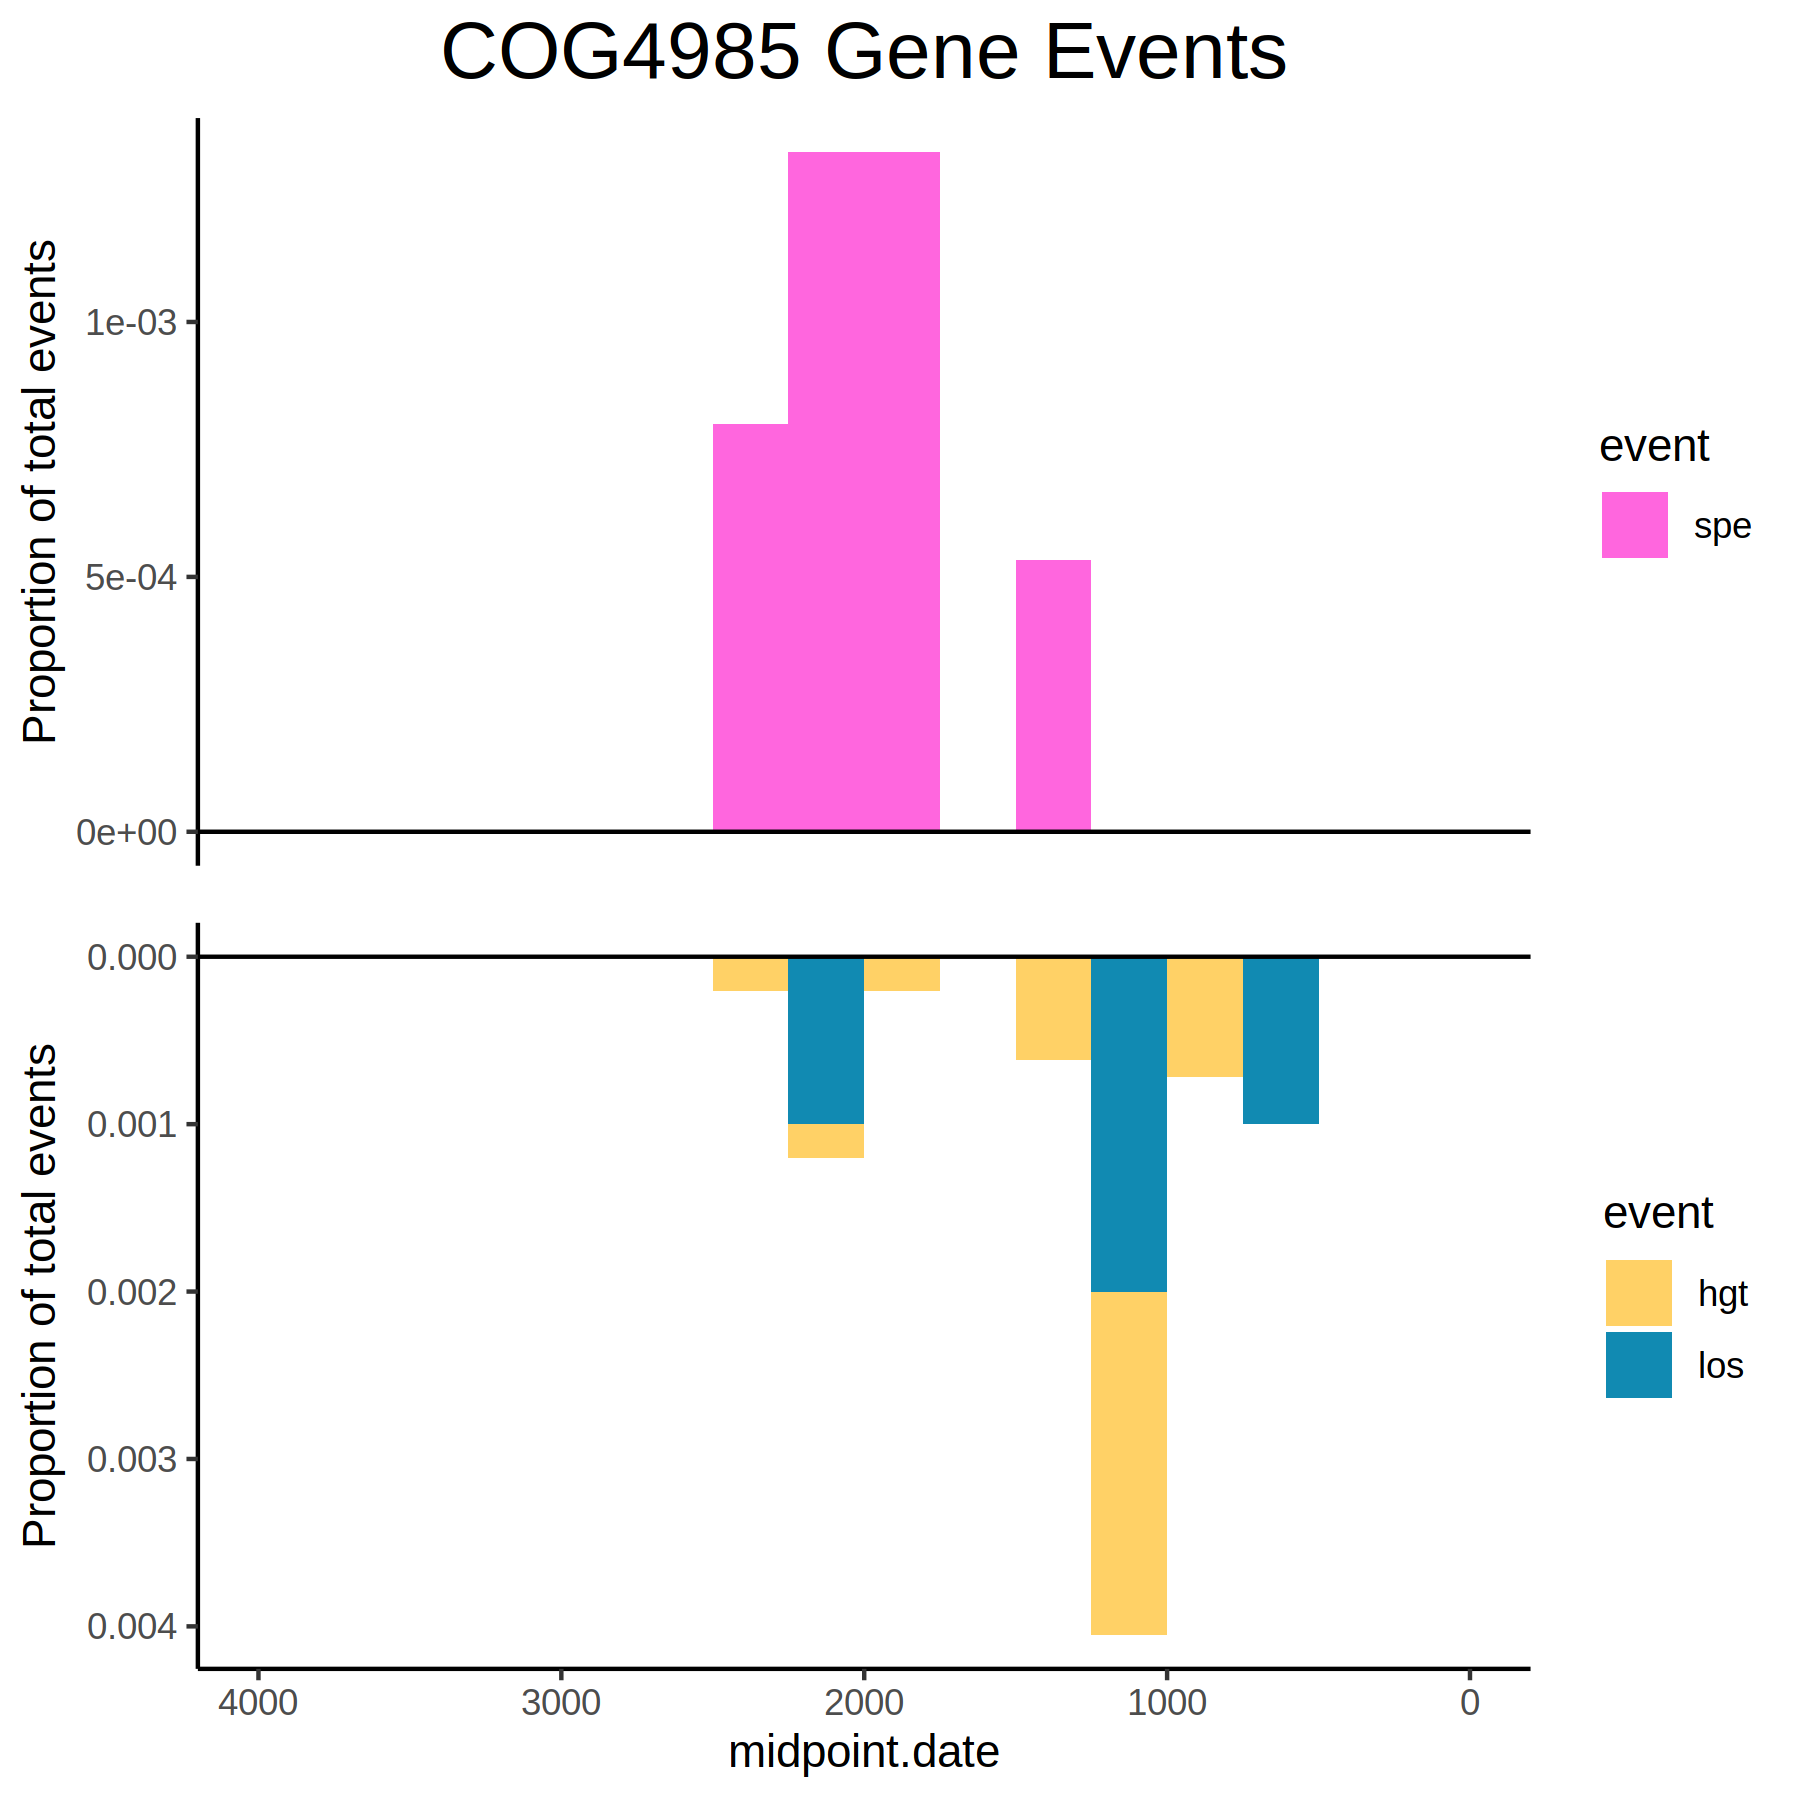 COG4985 Gene Events
Proportion of total events
1e-03
5e-04
0e+00
event
spe
Proportion of total events
0.000
0.001
0.002
0.003
0.004
event
hgt
los
4000 3000 2000 1000 0
midpoint.date